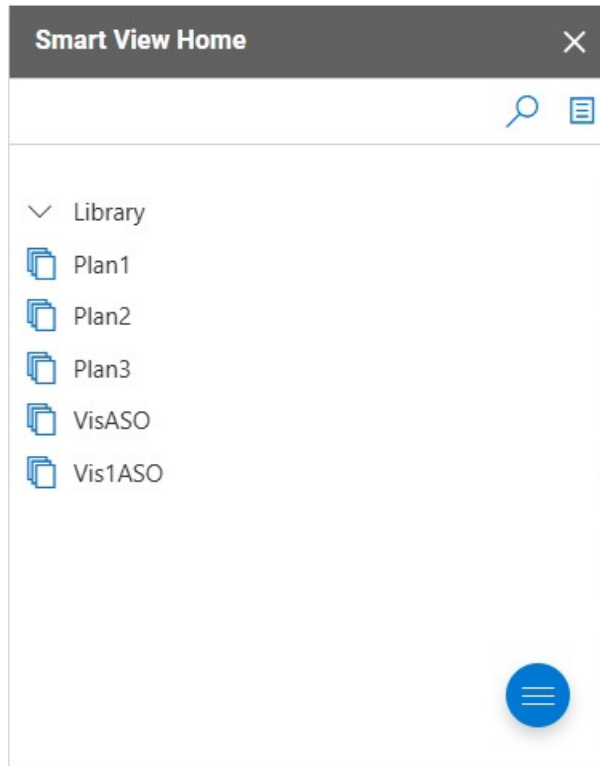 Smart View Home
Library
Plan1
Plan2
Plan3
VisASO
Vis1ASO